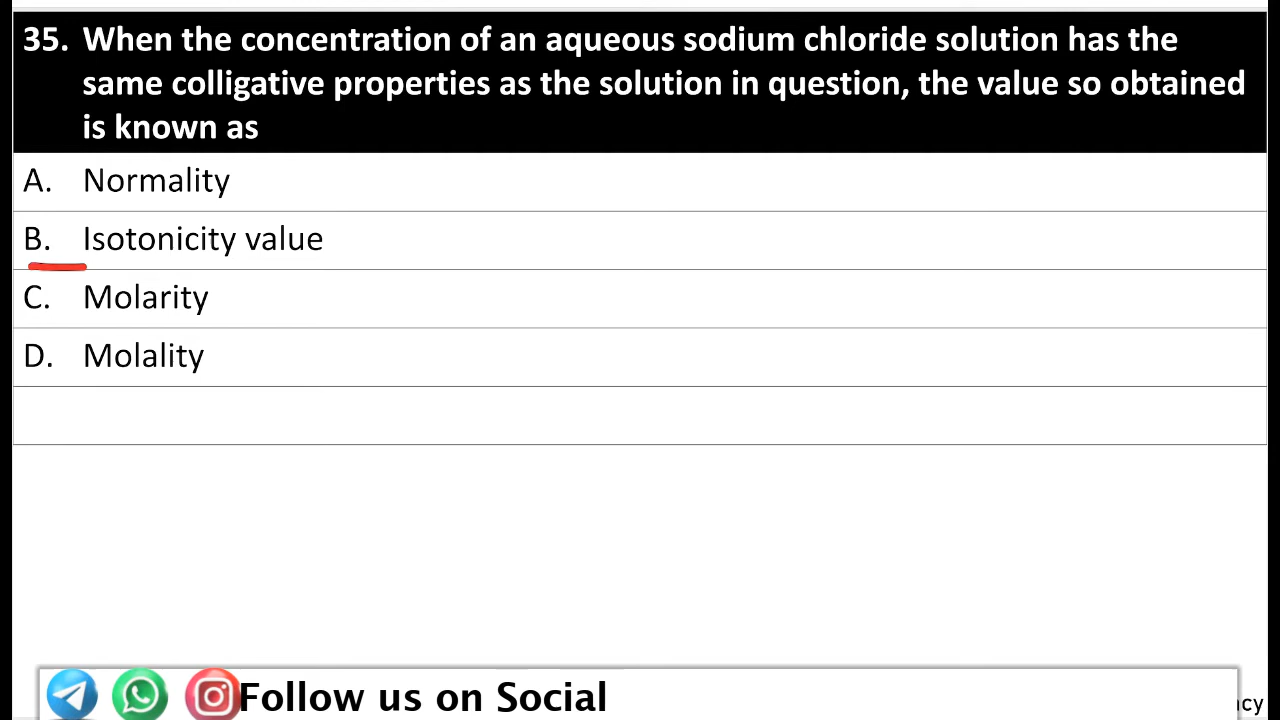 35. When the concentration of an aqueous sodium chloride solution has the
same colligative properties as the solution in question, the value so obtained
is known as
A. Normality
B. Isotonicity value
C. Molarity
D. Molality
Follow us on Social